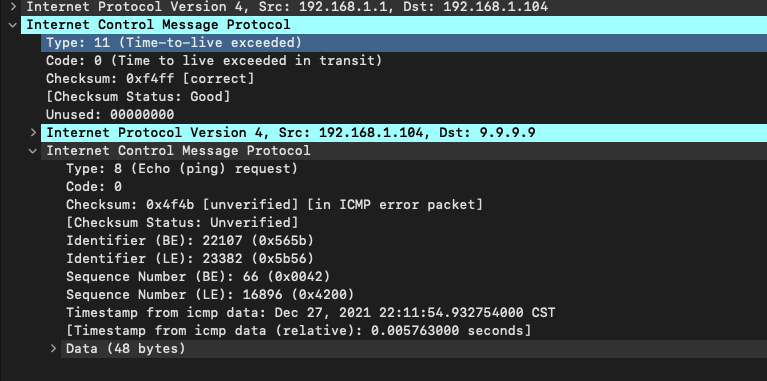 Internet Protocol Version 4, Src: 192.168.1.1, Dst: 192.168.1.104
Internet Control Message Protocol
Type: 11 (Time-to-live exceeded)
Code: 0 (Time to live exceeded in transit)
Checksum: 0xf4ff [correct]
[Checksum Status: Good]
Unused: 00000000
Internet Protocol Version 4, Src: 192.168.1.104, Dst: 9.9.9.9
Internet Control Message Protocol
Type: 8 (Echo (ping) request)
Code: 0
Checksum: 0x4f4b [unverified] [in ICMP error packet]
[Checksum Status: Unverified]
Identifier (BE): 22107 (0x565b)
Identifier (LE): 23382 (0x5b56)
Sequence Number (BE): 66 (0x0042)
Sequence Number (LE): 16896 (0x4200)
Timestamp from icmp data: Dec 27, 2021 22:11:54.932754000 CST
[Timestamp from icmp data (relative): 0.005763000 seconds]
Data (48 bytes)